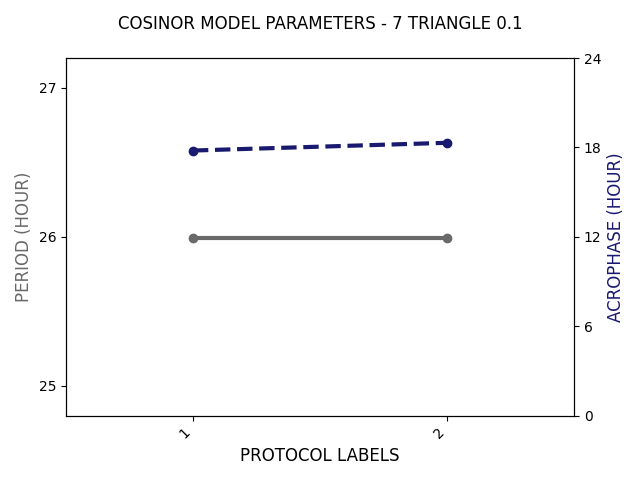 COSINOR MODEL PARAMETERS - 7 TRIANGLE 0.1
27
26
25
PERIOD (HOUR)
24
18
12
6
0
ACROPHASE (HOUR)
1
2
PROTOCOL LABELS